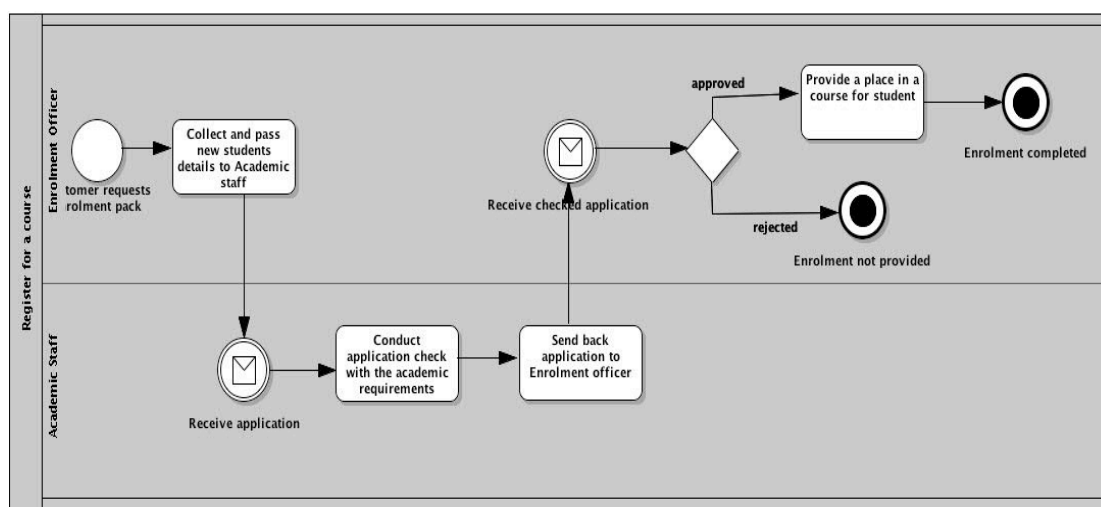 Register for a course
Enrolment Officer
tomer requests
rolment pack
Collect and pass
new students
details to Academic
staff
Receive checked application
approved
rejected
Provide a place in a
course for student
Enrolment completed
Enrolment not provided
Academic Staff
Receive application
Conduct
application check
with the academic
requirements
Send back
application to
Enrolment officer